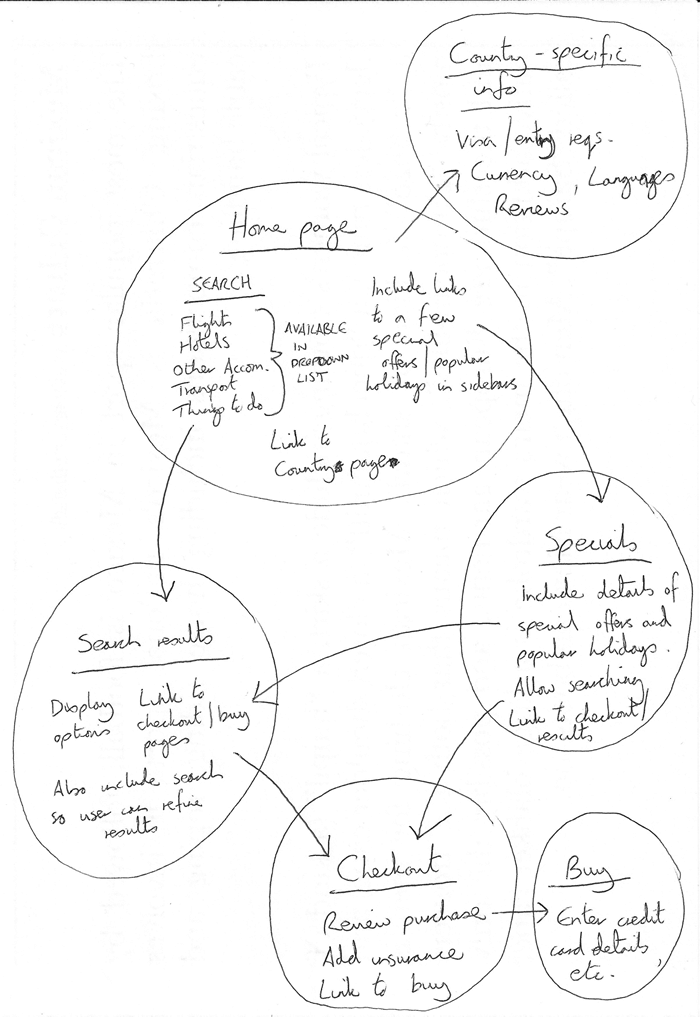 Country-specific
info
Visa/entry reqs.
Currency, Languages
Reviews
Home page
SEARCH
Flights
Hotels
Other Accom.
Transport
Things to do
AVAILABLE
IN
DROPDOWN
LIST
Include links
to a few
special
offers/popular
holidays in sidebars
Link to
Country page
Specials
Include details of
special offers and
popular holidays.
Allow searching
Link to checkout/
results
Search results
Display
options
Link to
checkout/buy
pages
Also include search
so user can refine
results
Checkout
Review purchase
Add insurance
Link to buy
Buy
Enter credit
card details,
etc.